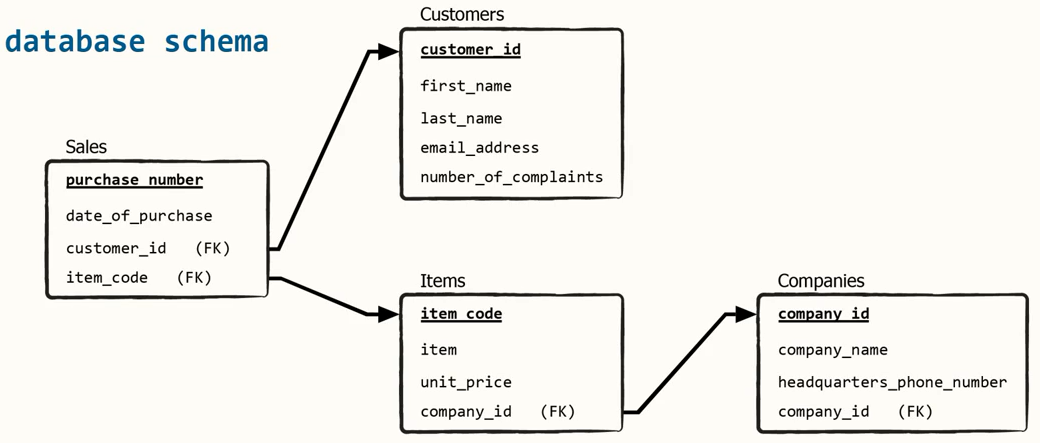 database schema
Customers
customer_id
first_name
last_name
email_address
number_of_complaints
Sales
purchase_number
date_of_purchase
customer_id (FK)
item_code (FK)
Items
item_code
item
unit_price
company_id (FK)
Companies
company_id
company_name
headquarters_phone_number
company_id (FK)